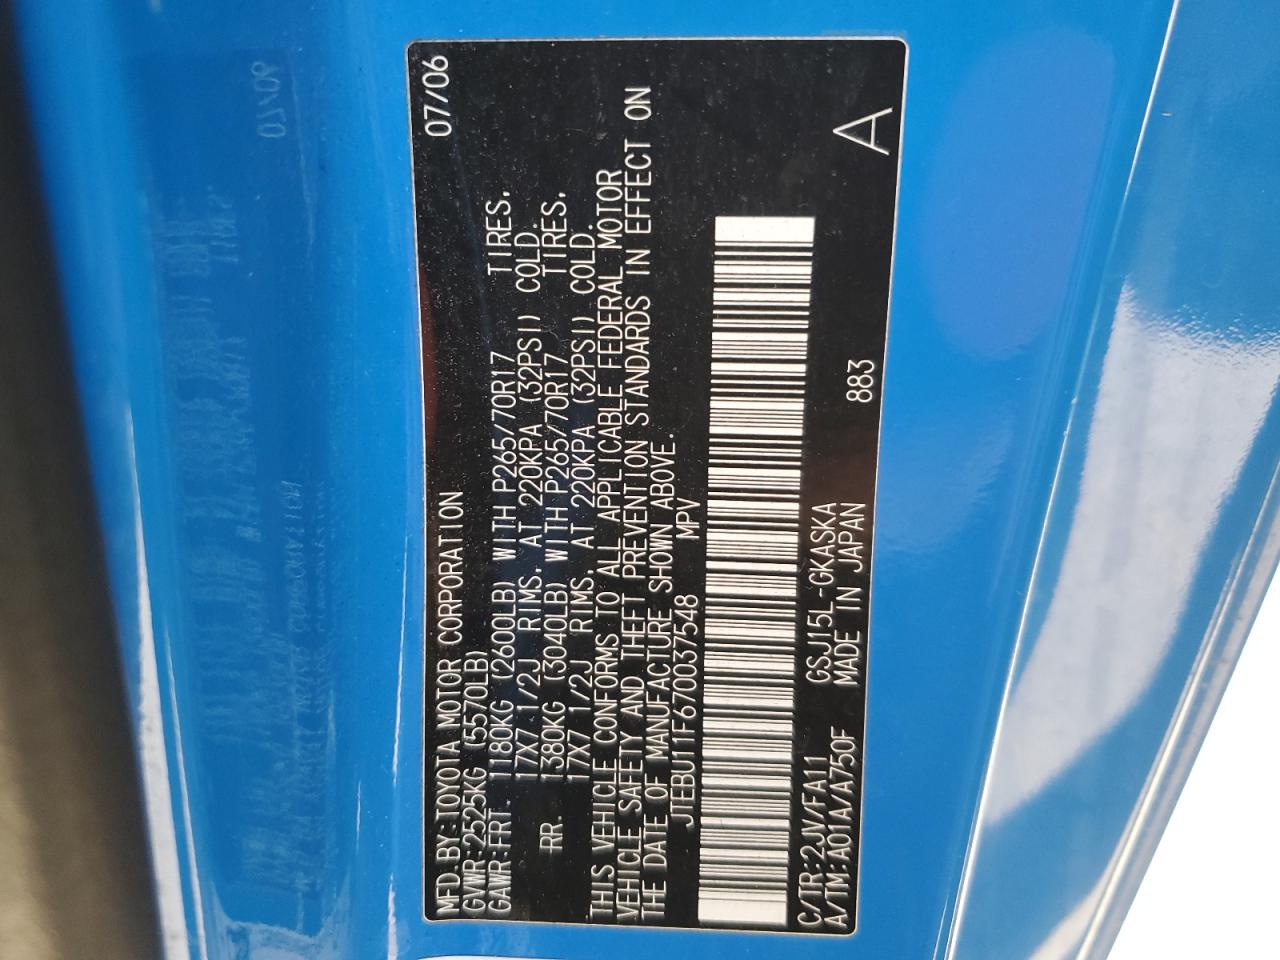 MFD.BY:TOYOTA MOTOR CORPORATION 07/06
GVWR:2525KG (5570LB)
GAWR:FRT. 1180KG (2600LB) WITH P265/70R17 TIRES,
17X7 1/2J RIMS, AT 220KPA (32PSI) COLD.
RR. 1380KG (3040LB) WITH P265/70R17 TIRES,
17X7 1/2J RIMS, AT 220KPA (32PSI) COLD.
THIS VEHICLE CONFORMS TO ALL APPLICABLE FEDERAL MOTOR
VEHICLE SAFETY AND THEFT PREVENTION STANDARDS IN EFFECT ON
THE DATE OF MANUFACTURE SHOWN ABOVE.
JTEBU11F670037548 MPV
C/TR:2JV/FA11 GSJ15L-GKASKA 883
A/TM:A01A/A750F MADE IN JAPAN
A